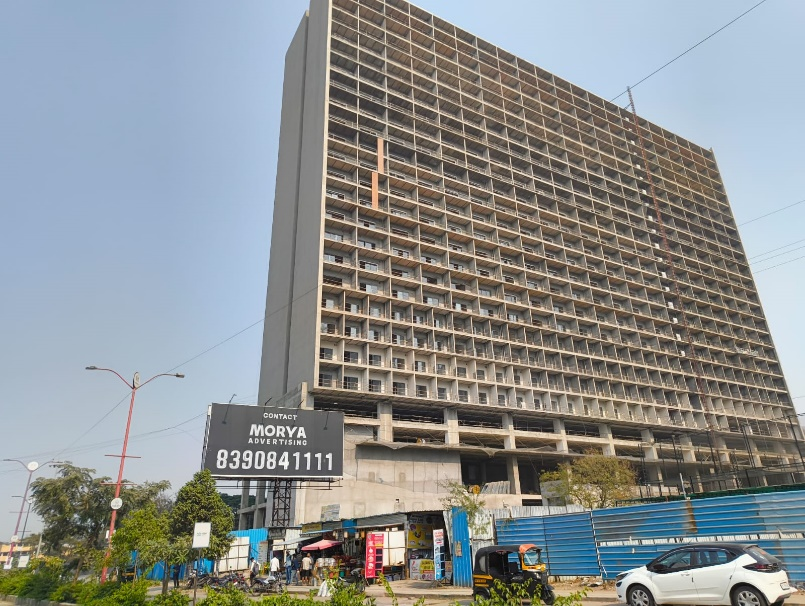 CONTACT
MORYA
ADVERTISING
8390841111